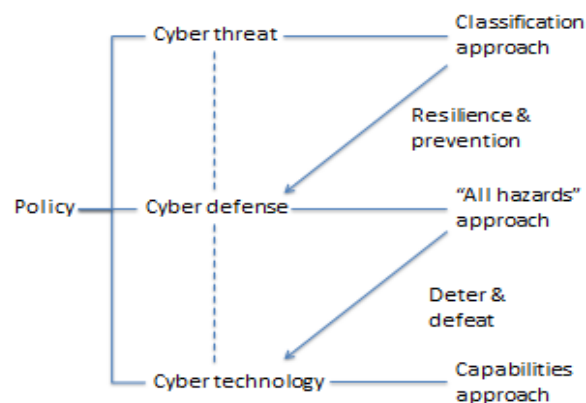 Cyber threat
Classification
approach
Resilience &
prevention
Policy
Cyber defense
“All hazards”
approach
Deter &
defeat
Cyber technology
Capabilities
approach